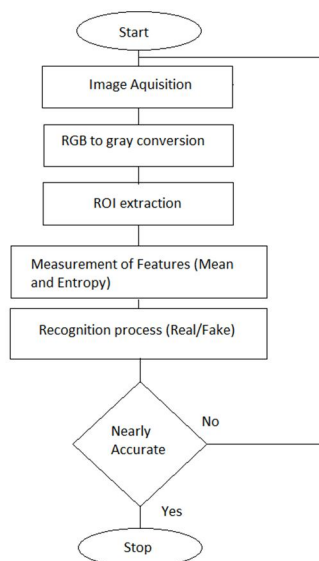 Start
Image Aquisition
RGB to gray conversion
ROI extraction
Measurement of Features (Mean
and Entropy)
Recognition process (Real/Fake)
Nearly
Accurate
No
Yes
Stop